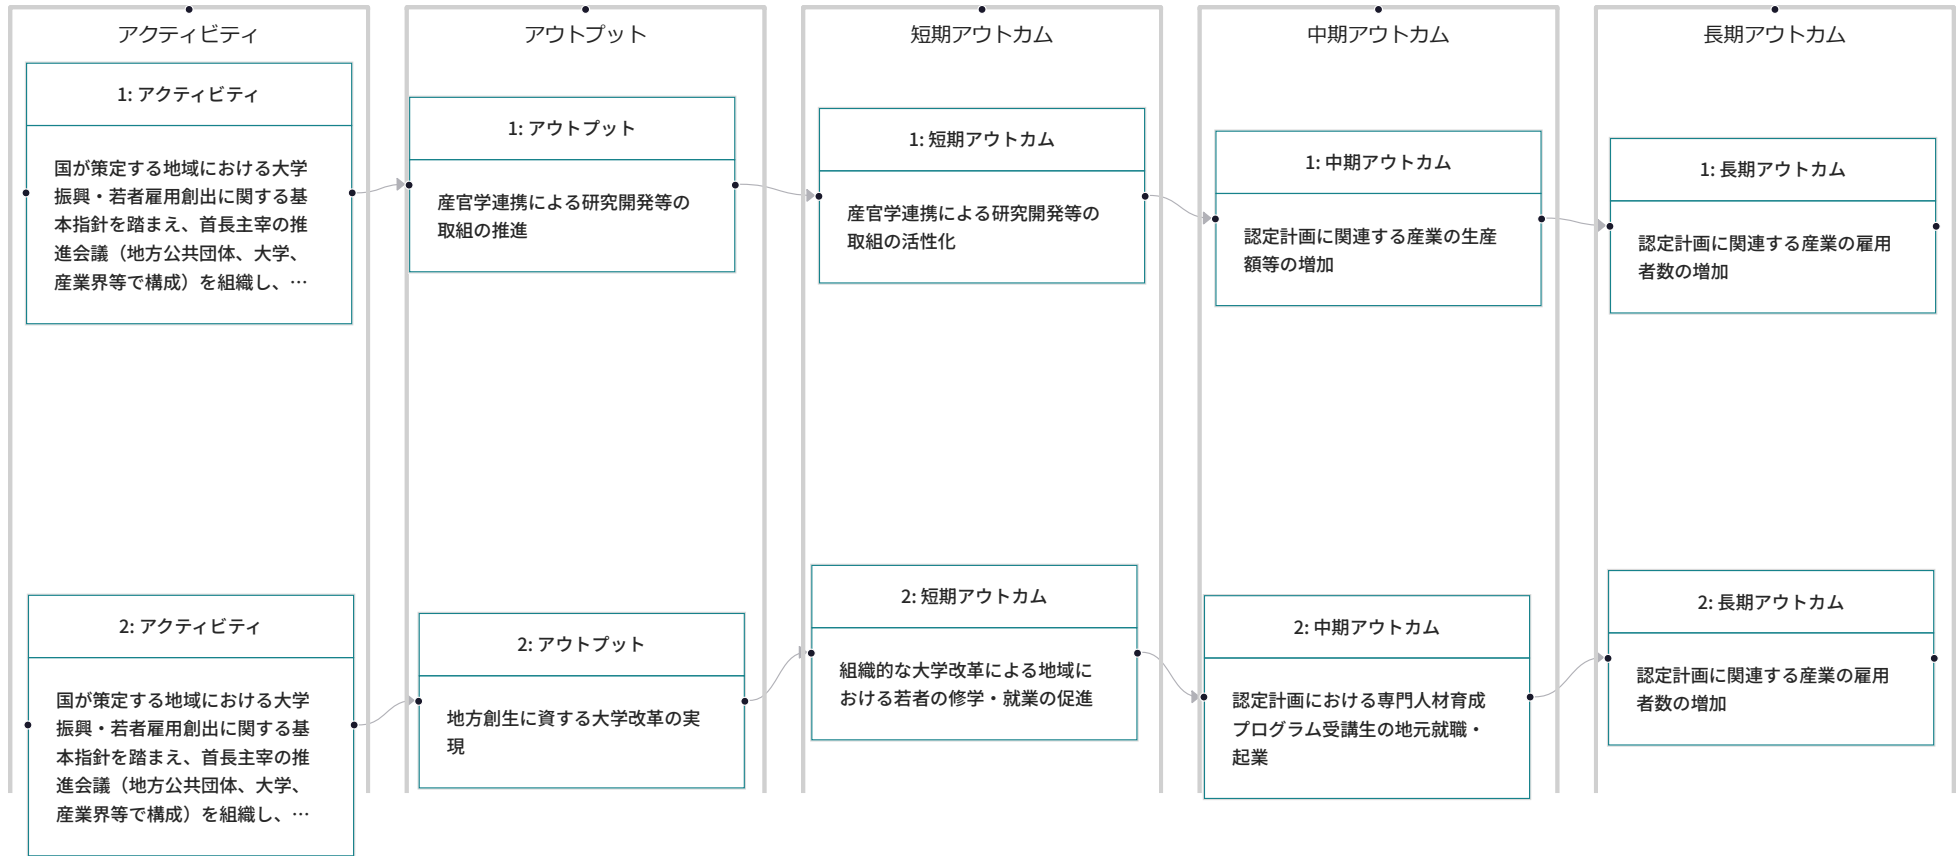 アクティビティ
アウトプット
短期アウトカム
中期アウトカム
長期アウトカム
1: アクティビティ
国が策定する地域における大学
振興・若者雇用創出に関する基
本指針を踏まえ、首長主宰の推
進会議（地方公共団体、大学、
産業界等で構成）を組織し、…
1: アウトプット
産官学連携による研究開発等の
取組の推進
1: 短期アウトカム
産官学連携による研究開発等の
取組の活性化
1: 中期アウトカム
認定計画に関連する産業の生産
額等の増加
1: 長期アウトカム
認定計画に関連する産業の雇用
者数の増加
2: アクティビティ
国が策定する地域における大学
振興・若者雇用創出に関する基
本指針を踏まえ、首長主宰の推
進会議（地方公共団体、大学、
産業界等で構成）を組織し、…
2: アウトプット
地方創生に資する大学改革の実
現
2: 短期アウトカム
組織的な大学改革による地域に
おける若者の修学・就業の促進
2: 中期アウトカム
認定計画における専門人材育成
プログラム受講生の地元就職・
起業
2: 長期アウトカム
認定計画に関連する産業の雇用
者数の増加